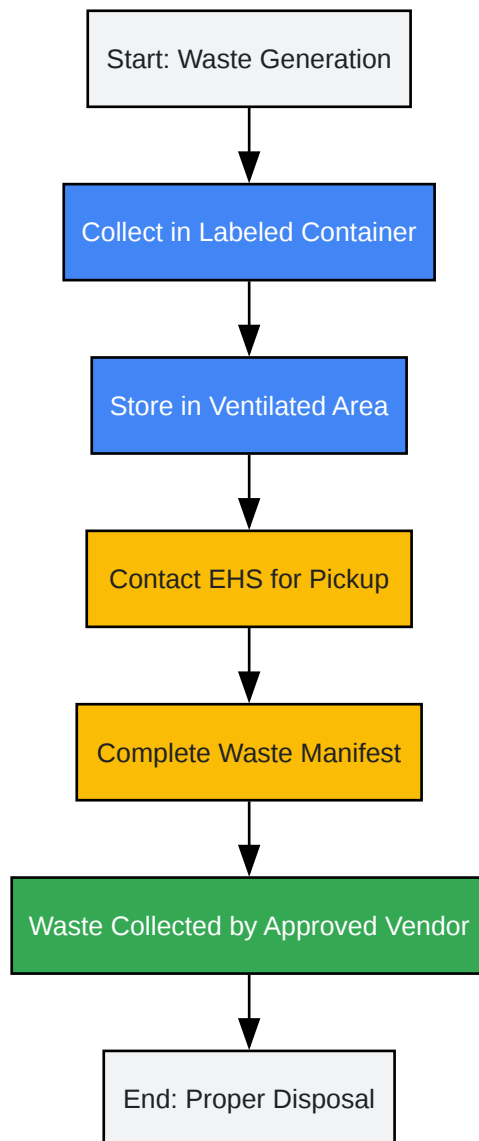 Start: Waste Generation
Collect in Labeled Container
Store in Ventilated Area
Contact EHS for Pickup
Complete Waste Manifest
Waste Collected by Approved Vendor
End: Proper Disposal